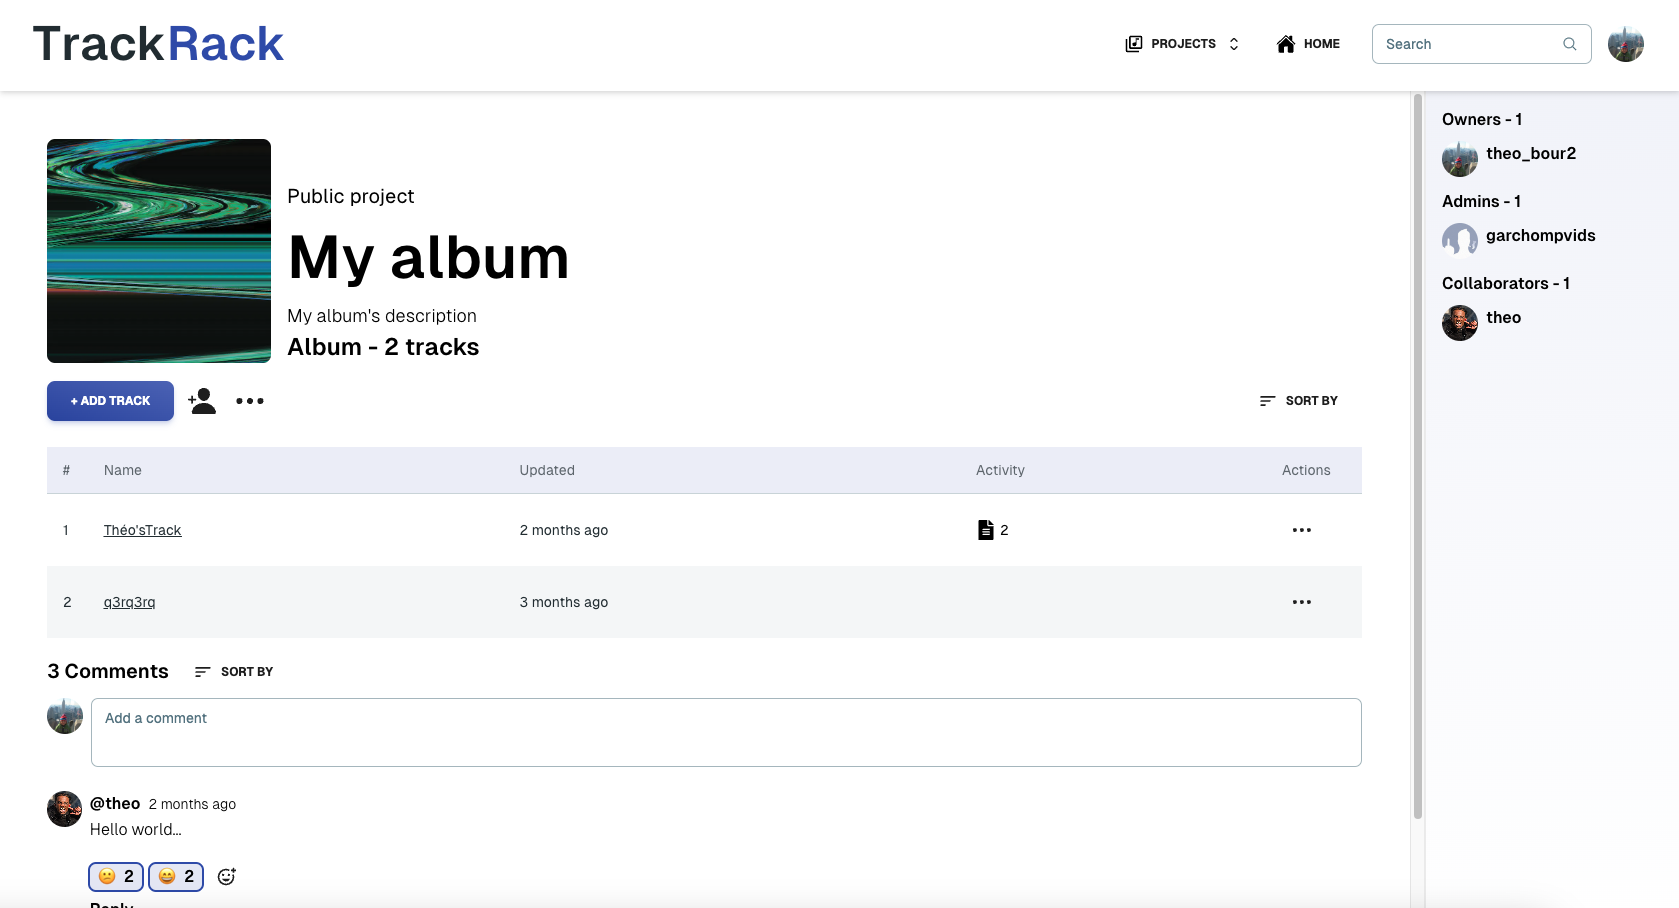 TrackRack
PROJECTS
HOME
Search
Public project
My album
My album's description
Album - 2 tracks
+ ADD TRACK
SORT BY
# Name Updated Activity Actions
1 Théo'sTrack 2 months ago 2
2 q3rq3rq 3 months ago
3 Comments SORT BY
Add a comment
@theo 2 months ago
Hello world...
😕 2 😄 2
Reply
Owners - 1
theo_bour2
Admins - 1
garchompvids
Collaborators - 1
theo